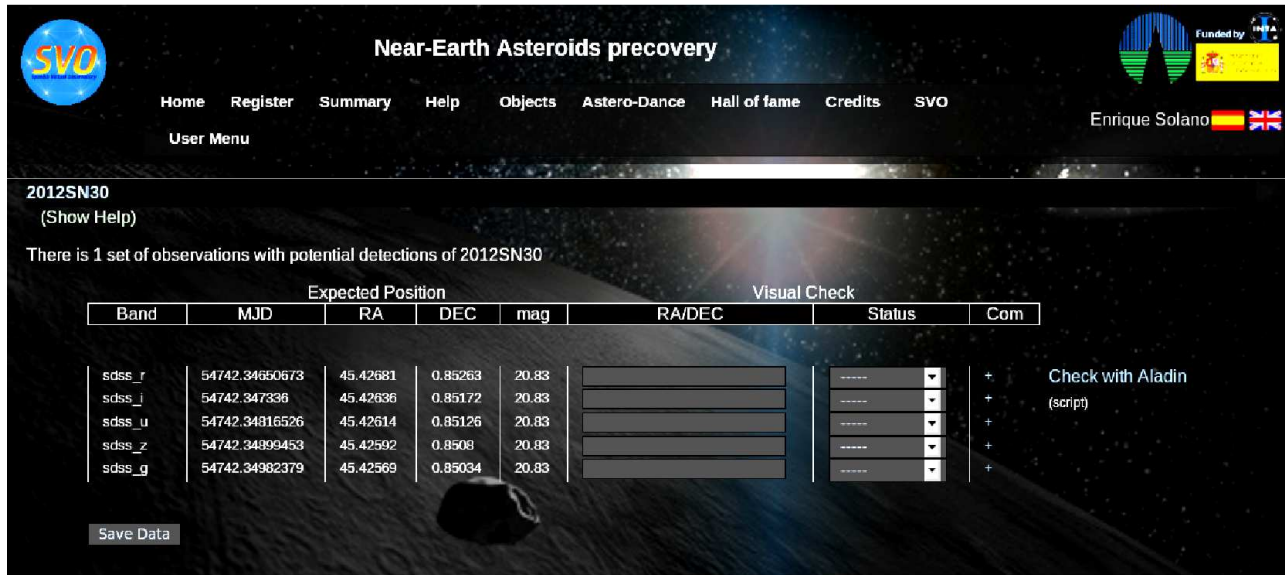 SVO
Near-Earth Asteroids precovery
Funded by INTA
Home Register Summary Help Objects Astero-Dance Hall of fame Credits SVO
User Menu
Enrique Solano
2012SN30
(Show Help)
There is 1 set of observations with potential detections of 2012SN30
Expected Position Visual Check
Band MJD RA DEC mag RA/DEC Status Com
sdss_r 54742.34650673 45.42681 0.85263 20.83 ----- + Check with Aladin
sdss_i 54742.347336 45.42636 0.85172 20.83 ----- + (script)
sdss_u 54742.34816526 45.42614 0.85126 20.83 ----- +
sdss_z 54742.34899453 45.42592 0.8508 20.83 ----- +
sdss_g 54742.34982379 45.42569 0.85034 20.83 ----- +
Save Data